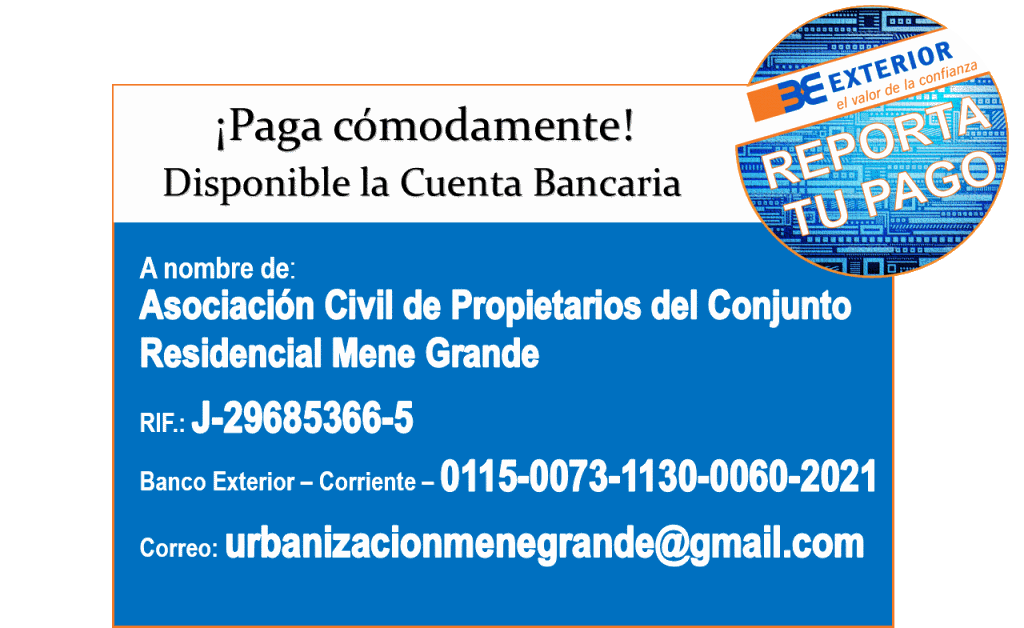 ¡Paga cómodamente!
Disponible la Cuenta Bancaria
BE EXTERIOR
el valor de la confianza
REPORTA
TU PAGO
A nombre de:
Asociación Civil de Propietarios del Conjunto
Residencial Mene Grande
RIF.: J-29685366-5
Banco Exterior – Corriente – 0115-0073-1130-0060-2021
Correo: urbanizacionmenegrande@gmail.com